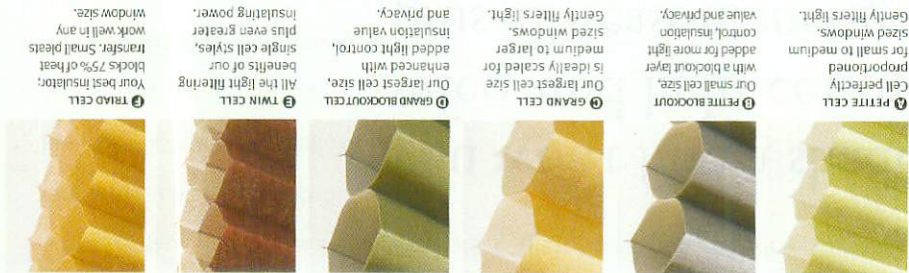 A PETITE CELL
Cell perfectly
proportioned
for small to medium
sized windows.
Gently filters light.
B PETITE BLOCKOUT
Our small cell size,
with a blockout layer
added for more light
control, insulation
value and privacy.
C GRAND CELL
Our largest cell size
is ideally scaled for
medium to larger
sized windows.
Gently filters light.
D GRAND BLOCKOUT CELL
Our largest cell size,
enhanced with
added light control,
insulation value
and privacy.
E TWIN CELL
All the light filtering
benefits of our
single cell styles,
plus even greater
insulating power.
F TRIAD CELL
Your best insulator;
blocks 75% of heat
transfer. Small pleats
work well in any
window size.